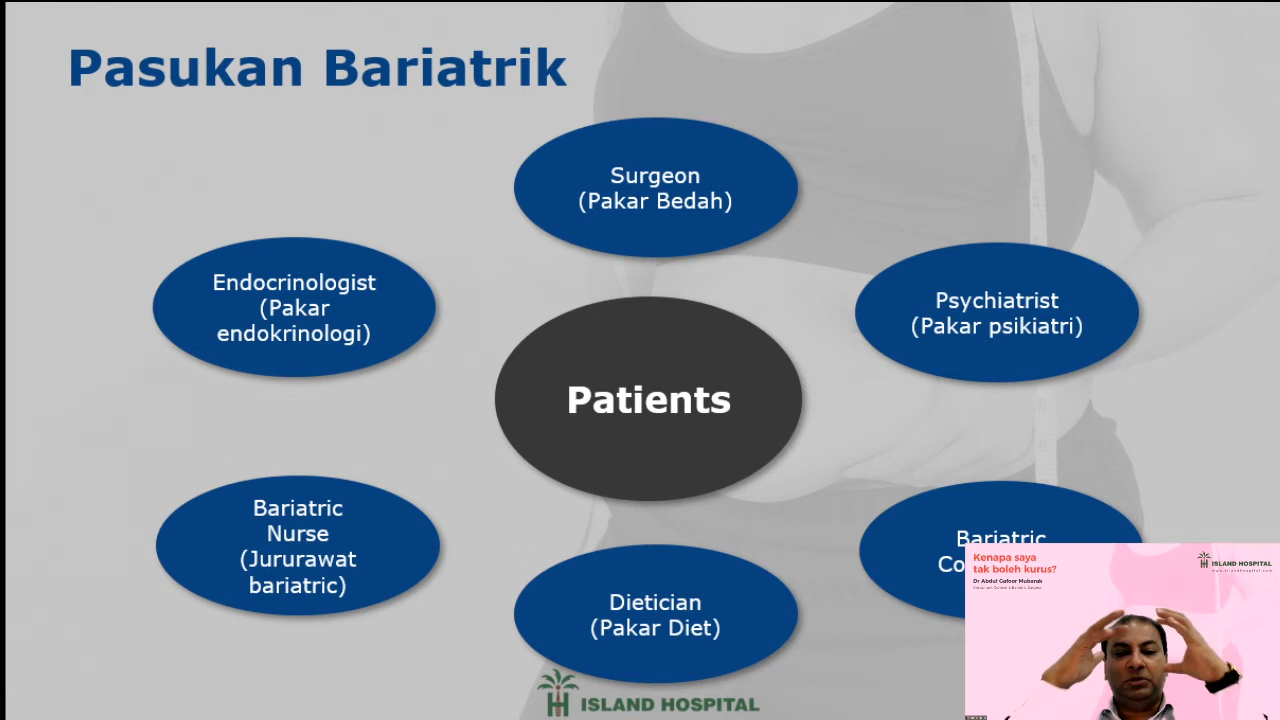 Pasukan Bariatrik
Surgeon
(Pakar Bedah)
Endocrinologist
(Pakar
endokrinologi)
Psychiatrist
(Pakar psikiatri)
Patients
Bariatric
Nurse
(Jururawat
bariatric)
Bariatric
Co
Dietician
(Pakar Diet)
Kenapa saya
tak boleh kurus?
Dr Abdul Gafoor Mubarak
ISLAND HOSPITAL
ISLAND HOSPITAL